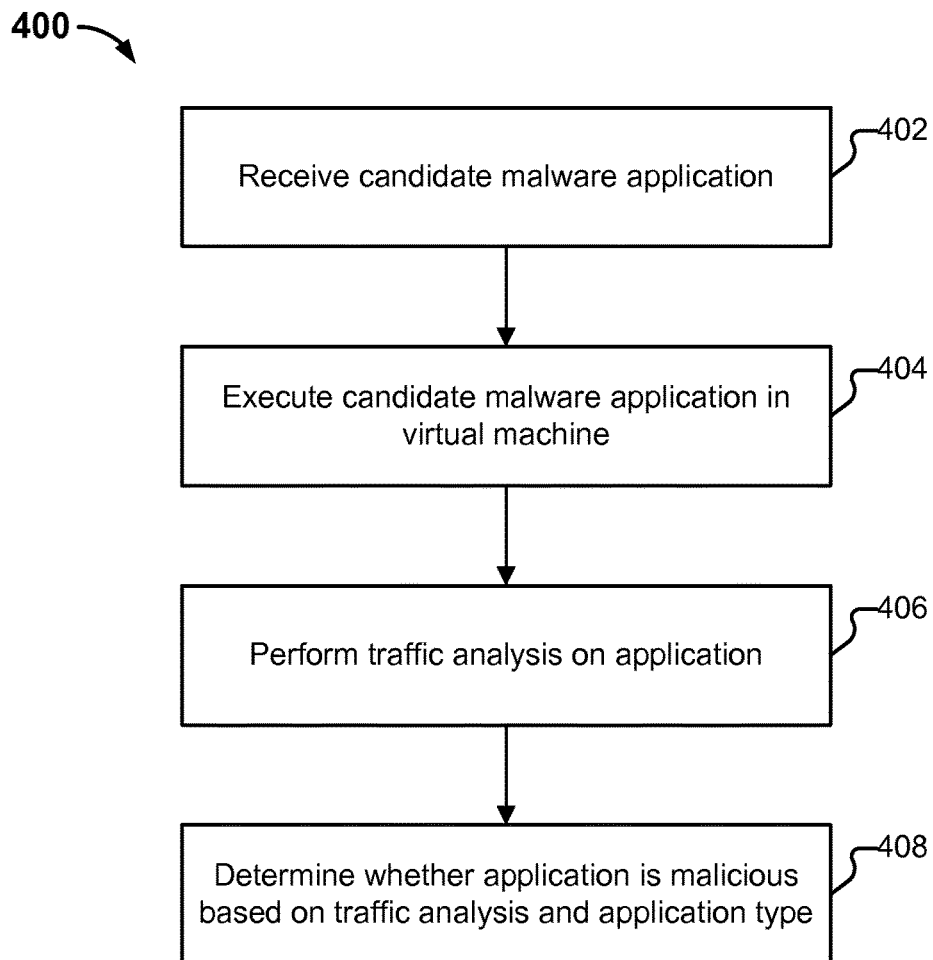 400
402
Receive candidate malware application
404
Execute candidate malware application in
virtual machine
406
Perform traffic analysis on application
408
Determine whether application is malicious
based on traffic analysis and application type